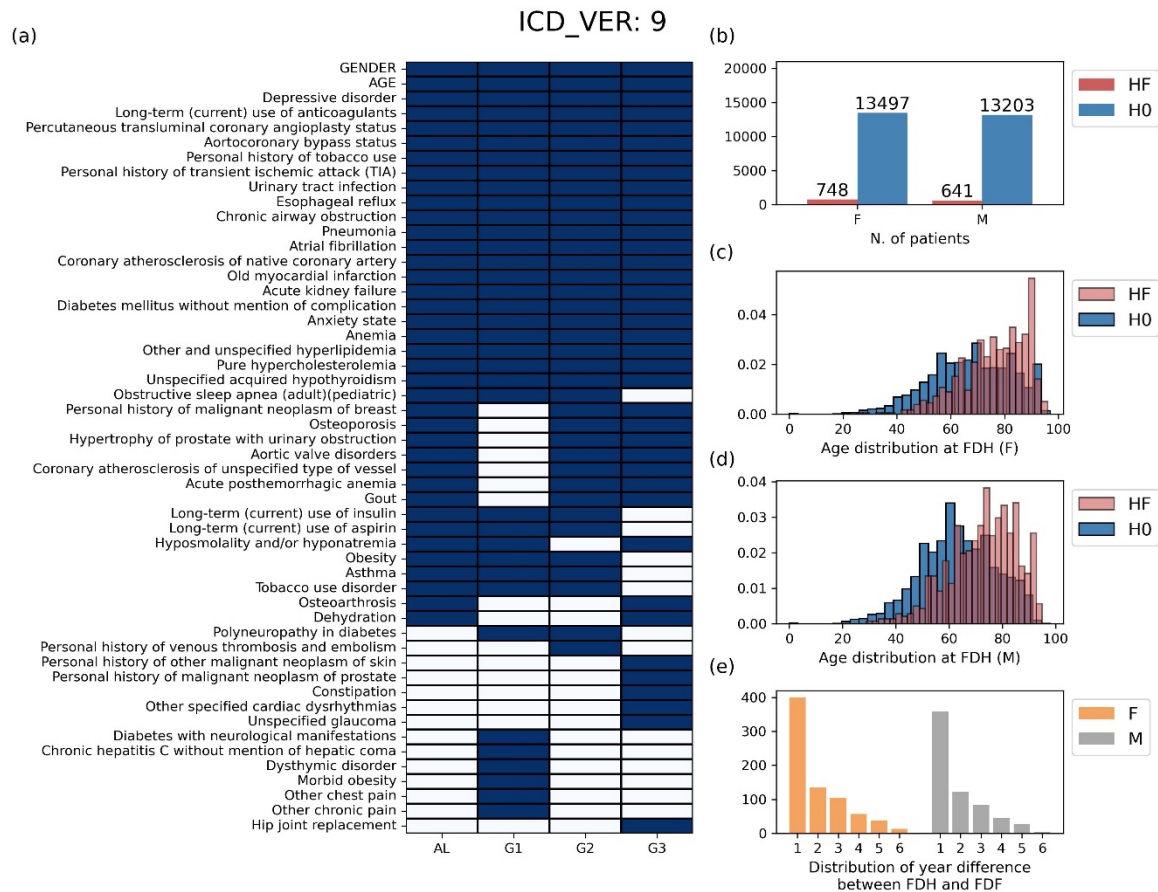 ICD_VER: 9
(a)
GENDER
AGE
Depressive disorder
Long-term (current) use of anticoagulants
Percutaneous transluminal coronary angioplasty status
Aortocoronary bypass status
Personal history of tobacco use
Personal history of transient ischemic attack (TIA)
Urinary tract infection
Esophageal reflux
Chronic airway obstruction
Pneumonia
Atrial fibrillation
Coronary atherosclerosis of native coronary artery
Old myocardial infarction
Acute kidney failure
Diabetes mellitus without mention of complication
Anxiety state
Anemia
Other and unspecified hyperlipidemia
Pure hypercholesterolemia
Unspecified acquired hypothyroidism
Obstructive sleep apnea (adult)(pediatric)
Personal history of malignant neoplasm of breast
Osteoporosis
Hypertrophy of prostate with urinary obstruction
Aortic valve disorders
Coronary atherosclerosis of unspecified type of vessel
Acute posthemorrhagic anemia
Gout
Long-term (current) use of insulin
Long-term (current) use of aspirin
Hyposmolality and/or hyponatremia
Obesity
Asthma
Tobacco use disorder
Osteoarthrosis
Dehydration
Polyneuropathy in diabetes
Personal history of venous thrombosis and embolism
Personal history of other malignant neoplasm of skin
Personal history of malignant neoplasm of prostate
Constipation
Other specified cardiac dysrhythmias
Unspecified glaucoma
Diabetes with neurological manifestations
Chronic hepatitis C without mention of hepatic coma
Dysthymic disorder
Morbid obesity
Other chest pain
Other chronic pain
Hip joint replacement
AL G1 G2 G3
(b)
20000
15000
10000
5000
0
748 13497 641 13203
F M
N. of patients
HF
H0
(c)
0.04
0.02
0.00
0 20 40 60 80 100
Age distribution at FDH (F)
HF
H0
(d)
0.04
0.03
0.02
0.01
0.00
0 20 40 60 80 100
Age distribution at FDH (M)
HF
H0
(e)
400
300
200
100
0
1 2 3 4 5 6 1 2 3 4 5 6
Distribution of year difference
between FDH and FDF
F
M